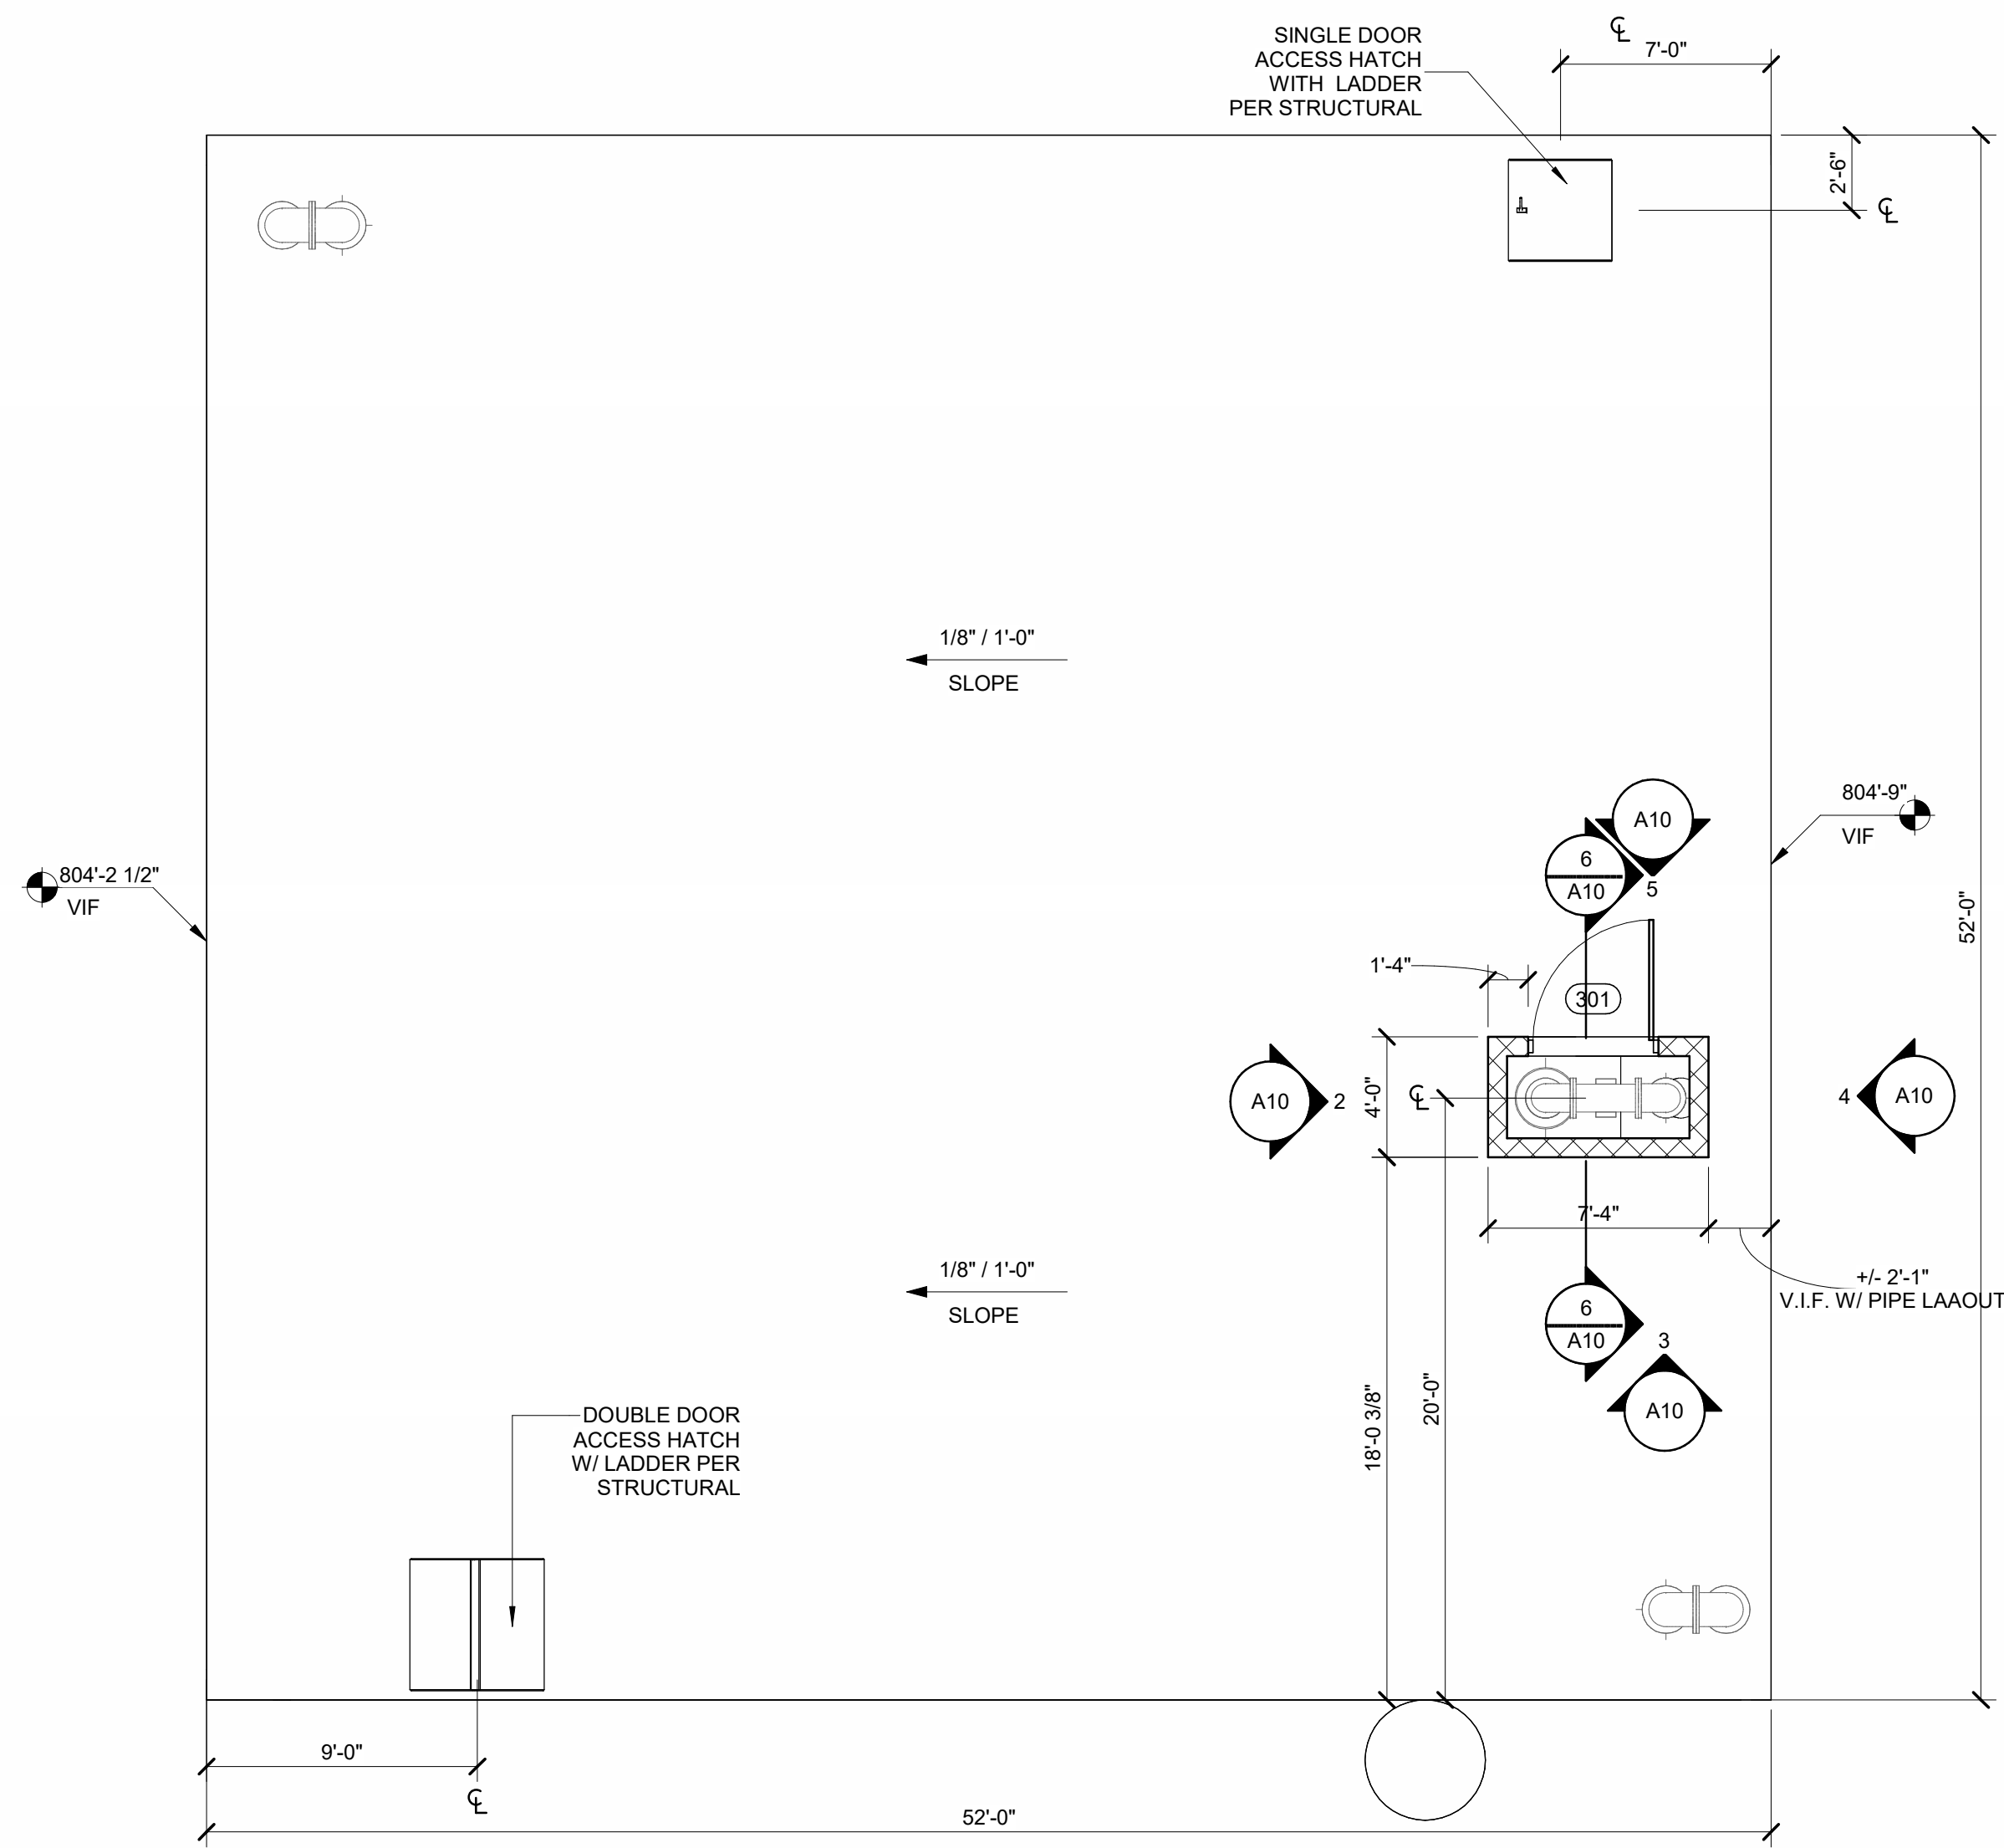 SINGLE DOOR
ACCESS HATCH
WITH  LADDER
PER STRUCTURAL
℄
7'-0"
2'-6"
℄
1/8" / 1'-0"
SLOPE
804'-9"
VIF
A10
6
A10
5
804'-2 1/2"
VIF
52'-0"
1'-4"
301
A10
2
4'-0"
℄
4
A10
7'-4"
+/- 2'-1"
V.I.F. W/ PIPE LAAOUT
1/8" / 1'-0"
SLOPE
6
A10
3
A10
18'-0 3/8"
20'-0"
DOUBLE DOOR
ACCESS HATCH
W/ LADDER PER
STRUCTURAL
9'-0"
℄
52'-0"